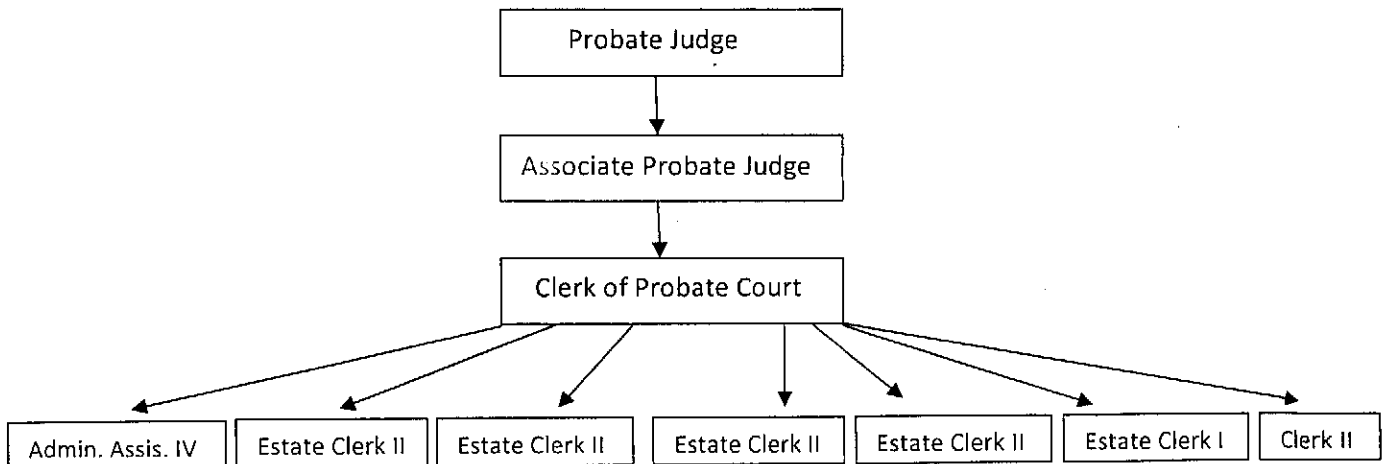 Probate Judge
Associate Probate Judge
Clerk of Probate Court
Admin. Assis. IV
Estate Clerk II
Estate Clerk II
Estate Clerk II
Estate Clerk II
Estate Clerk I
Clerk II